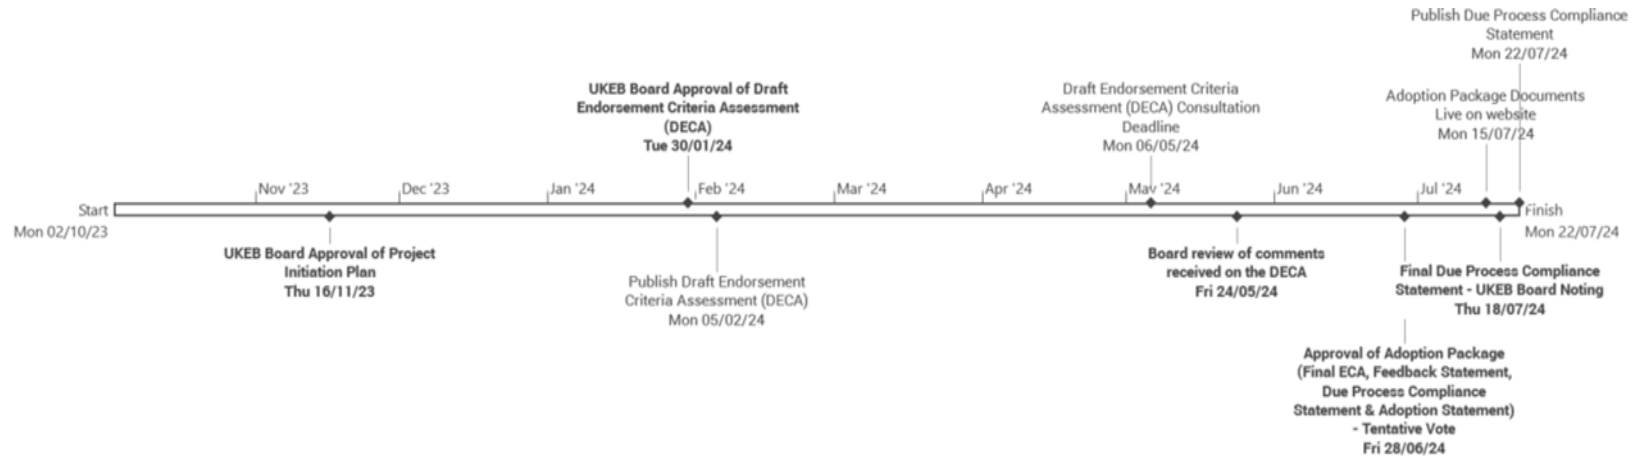 Publish Due Process Compliance
Statement
Mon 22/07/24
UKEB Board Approval of Draft
Endorsement Criteria Assessment
(DECA)
Tue 30/01/24
Draft Endorsement Criteria
Assessment (DECA) Consultation
Deadline
Mon 06/05/24
Adoption Package Documents
Live on website
Mon 15/07/24
Nov '23
Dec '23
Jan '24
Feb '24
Mar '24
Apr '24
May '24
Jun '24
Jul '24
Start
Mon 02/10/23
Finish
Mon 22/07/24
UKEB Board Approval of Project
Initiation Plan
Thu 16/11/23
Publish Draft Endorsement
Criteria Assessment (DECA)
Mon 05/02/24
Board review of comments
received on the DECA
Fri 24/05/24
Final Due Process Compliance
Statement - UKEB Board Noting
Thu 18/07/24
Approval of Adoption Package
(Final ECA, Feedback Statement,
Due Process Compliance
Statement & Adoption Statement)
- Tentative Vote
Fri 28/06/24